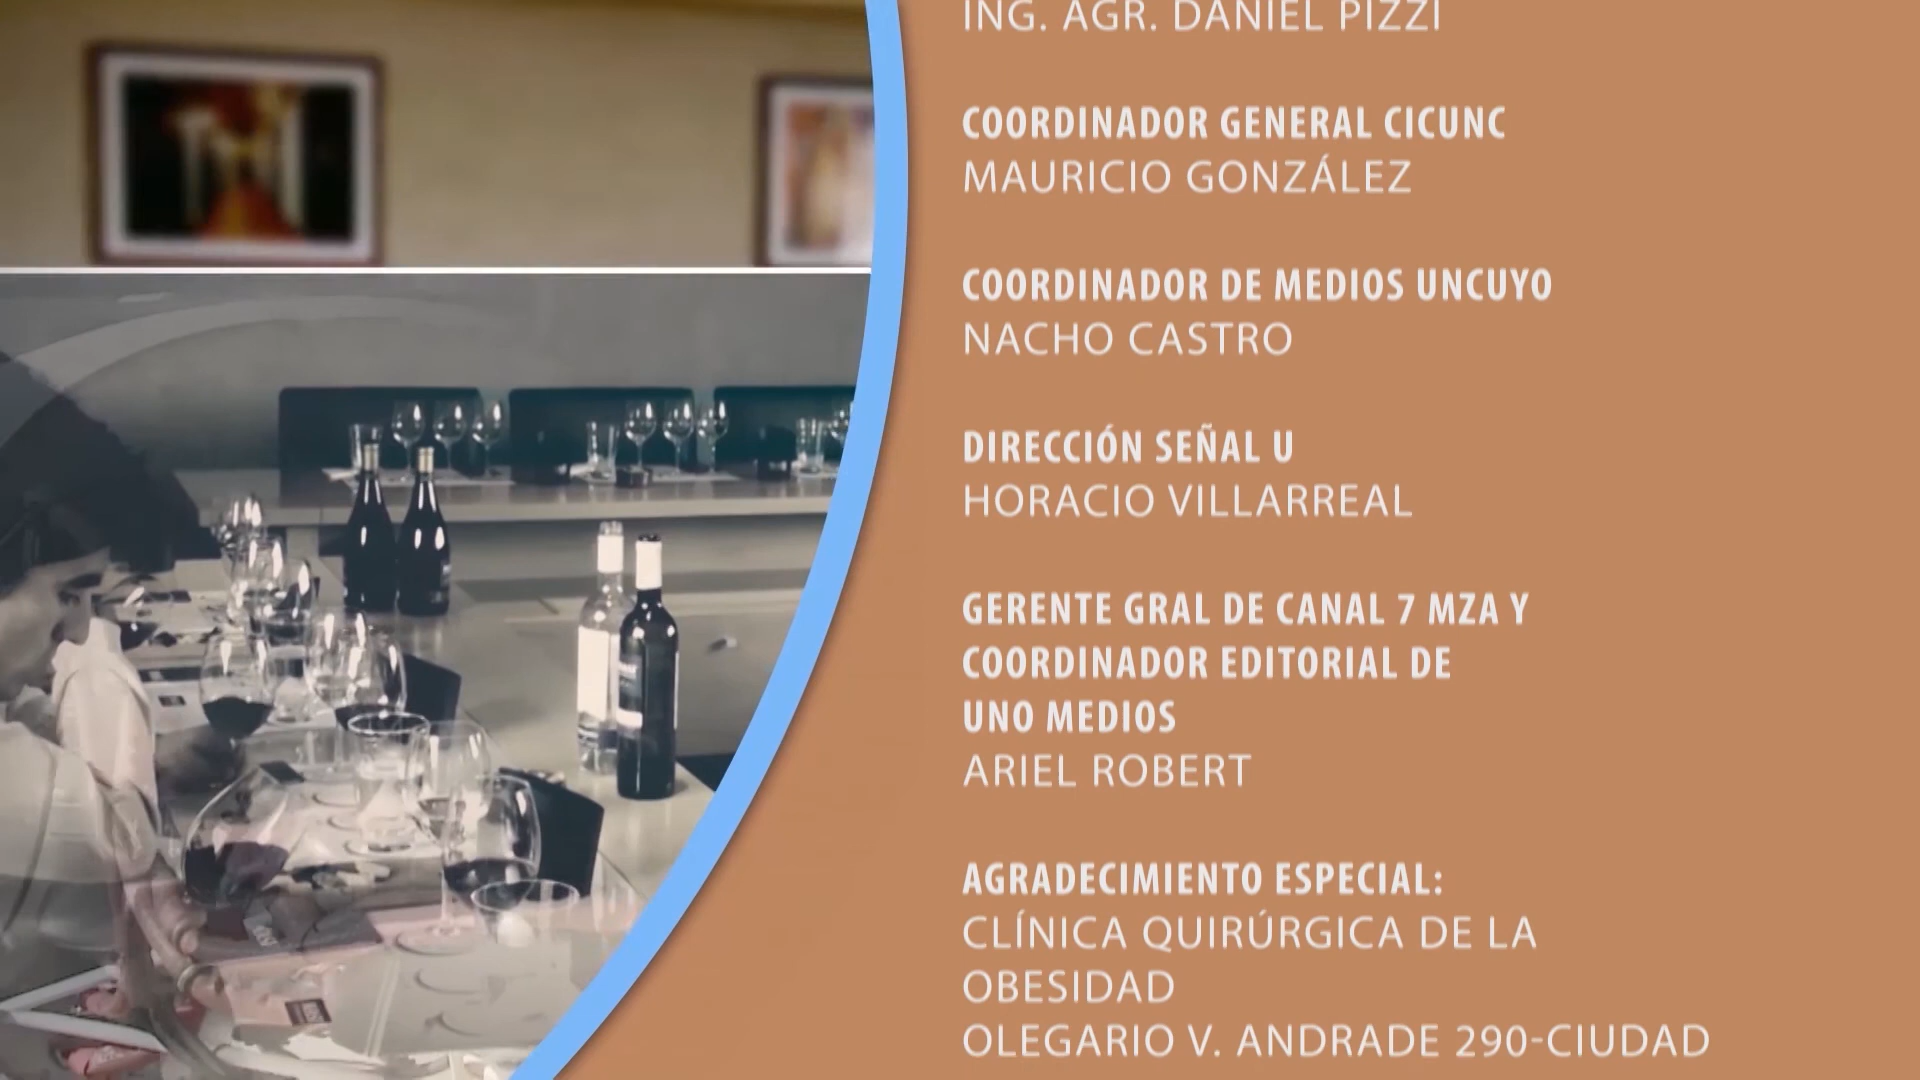 ING. AGR. DANIEL PIZZI
COORDINADOR GENERAL CICUNC
MAURICIO GONZÁLEZ
COORDINADOR DE MEDIOS UNCUYO
NACHO CASTRO
DIRECCIÓN SEÑAL U
HORACIO VILLARREAL
GERENTE GRAL DE CANAL 7 MZA Y
COORDINADOR EDITORIAL DE
UNO MEDIOS
ARIEL ROBERT
AGRADECIMIENTO ESPECIAL:
CLÍNICA QUIRÚRGICA DE LA
OBESIDAD
OLEGARIO V. ANDRADE 290-CIUDAD